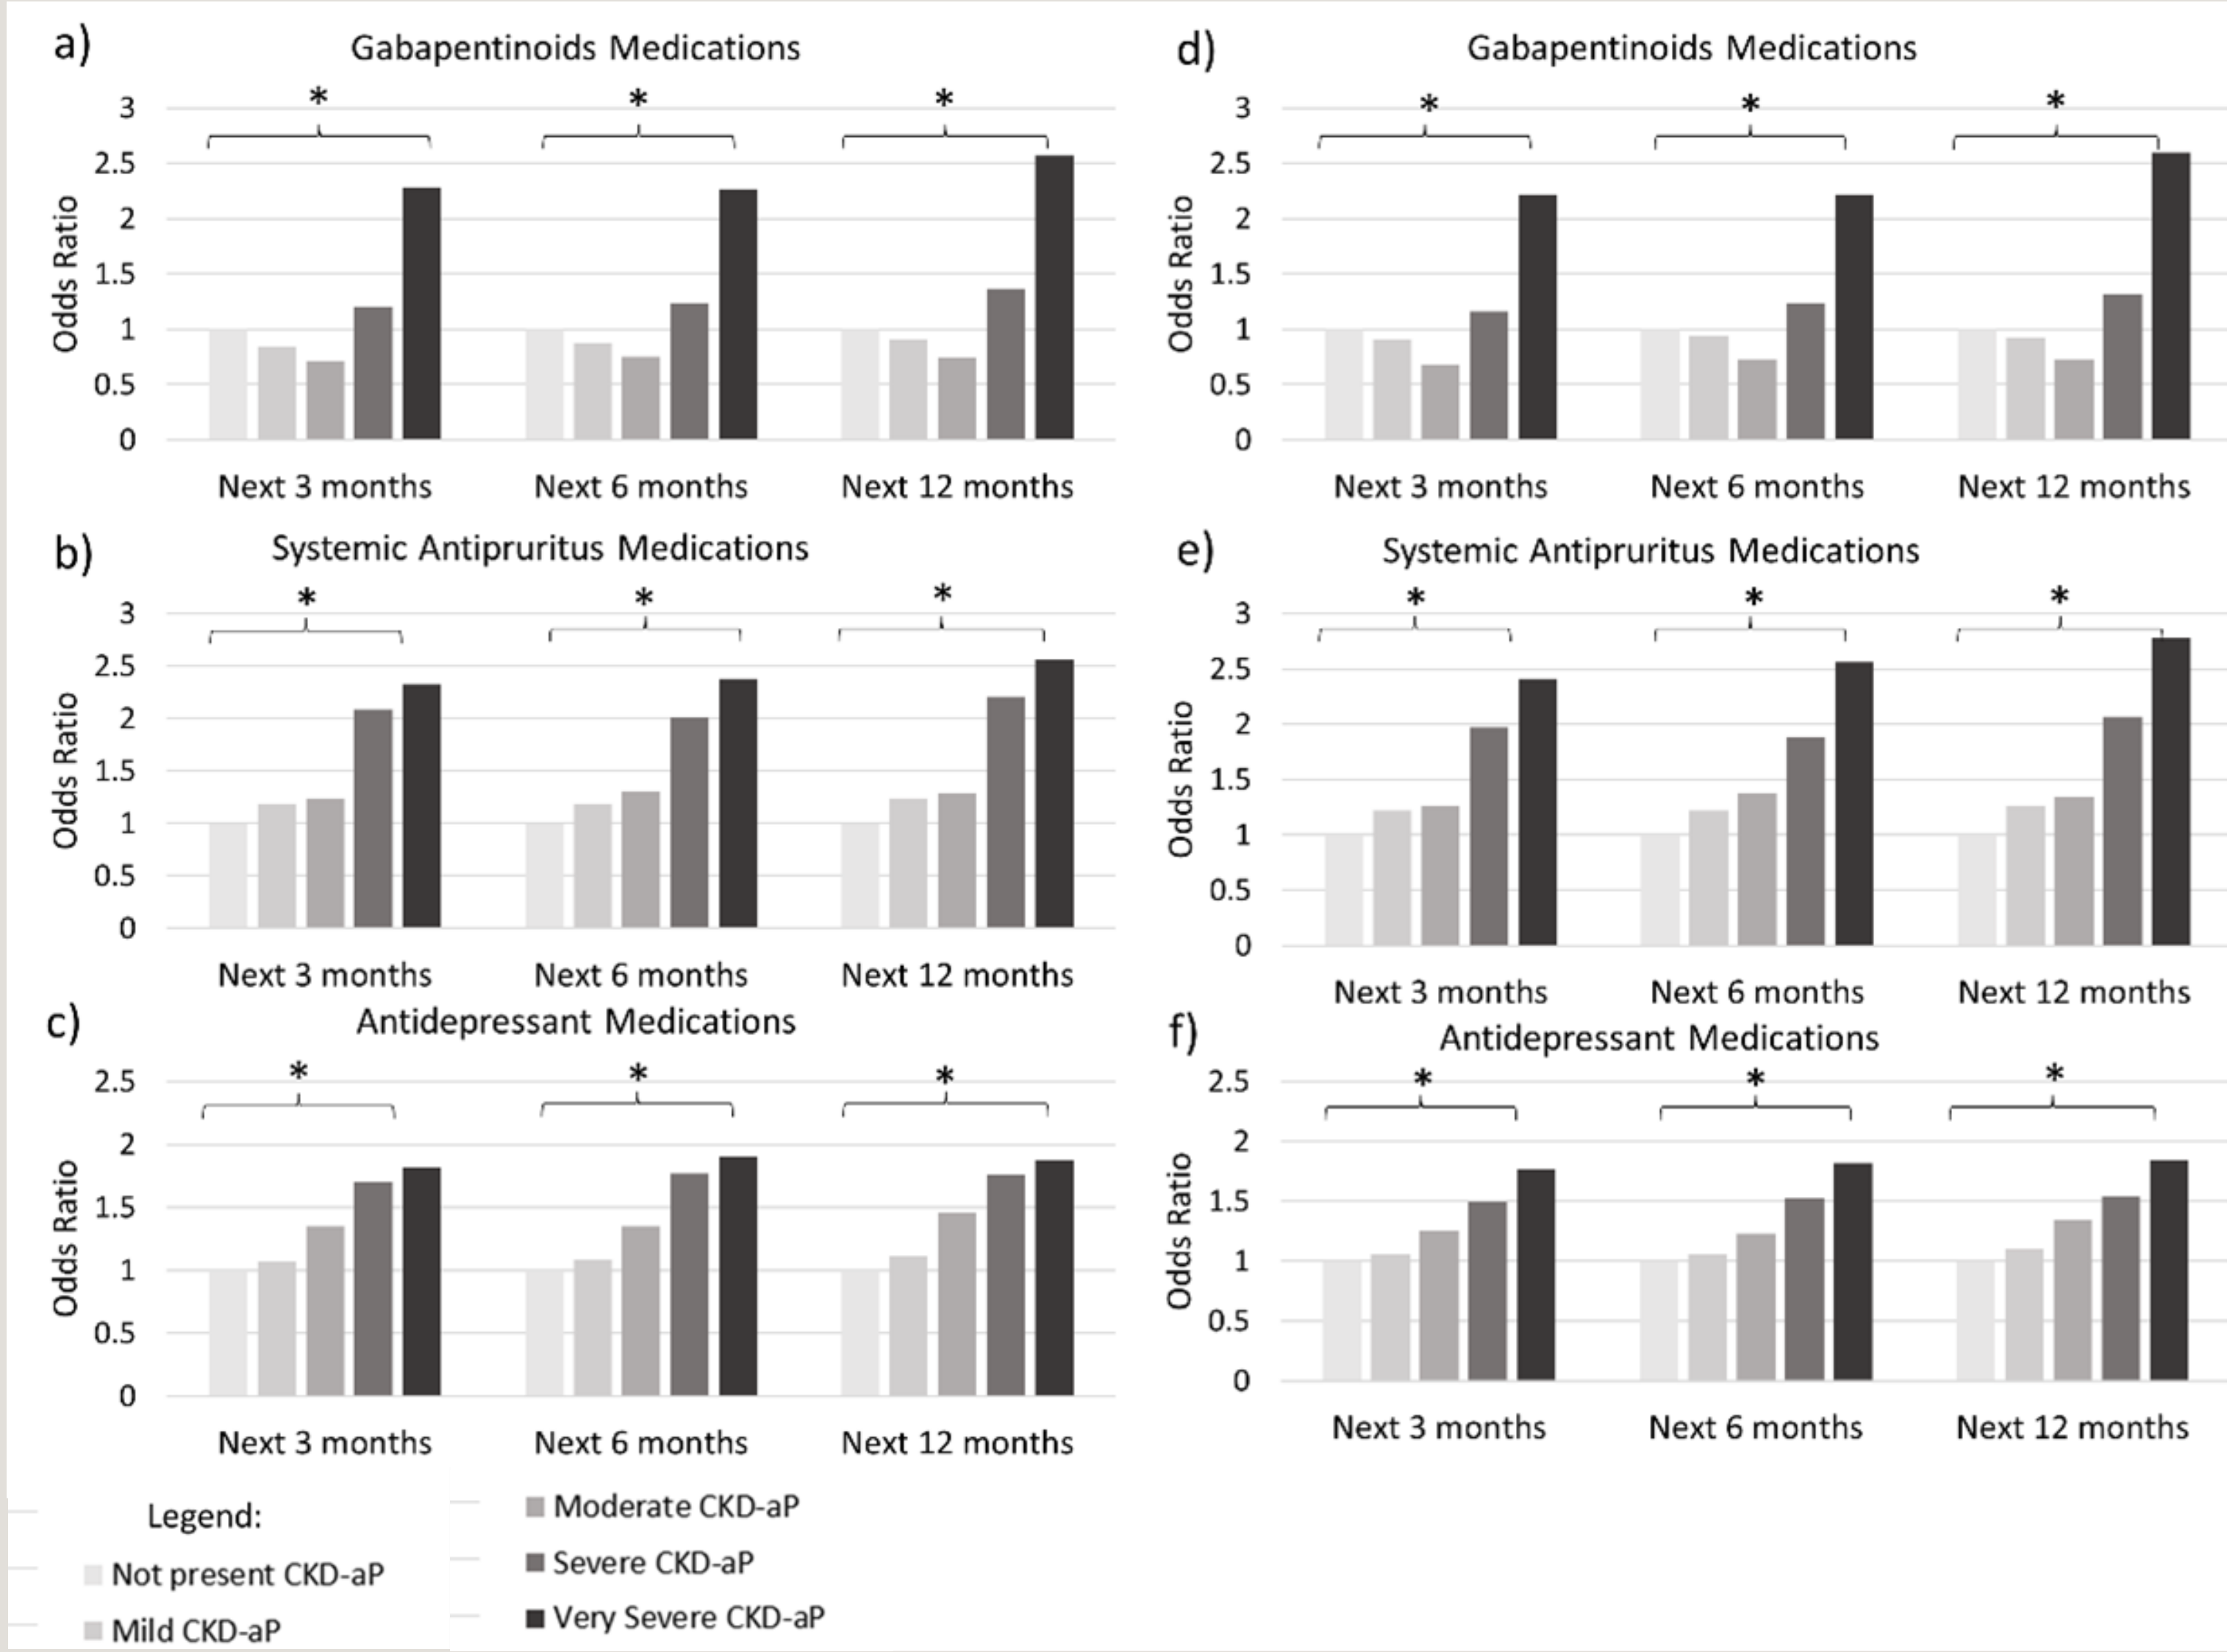 a)
Gabapentinoids Medications
* * *
3
2.5
2
1.5
1
0.5
0
Odds Ratio
Next 3 months Next 6 months Next 12 months
b)
Systemic Antipruritus Medications
* * *
3
2.5
2
1.5
1
0.5
0
Odds Ratio
Next 3 months Next 6 months Next 12 months
c)
Antidepressant Medications
* * *
2.5
2
1.5
1
0.5
0
Odds Ratio
Next 3 months Next 6 months Next 12 months
d)
Gabapentinoids Medications
* * *
3
2.5
2
1.5
1
0.5
0
Odds Ratio
Next 3 months Next 6 months Next 12 months
e)
Systemic Antipruritus Medications
* * *
3
2.5
2
1.5
1
0.5
0
Odds Ratio
Next 3 months Next 6 months Next 12 months
f)
Antidepressant Medications
* * *
2.5
2
1.5
1
0.5
0
Odds Ratio
Next 3 months Next 6 months Next 12 months
Legend:
Not present CKD-aP
Mild CKD-aP
Moderate CKD-aP
Severe CKD-aP
Very Severe CKD-aP